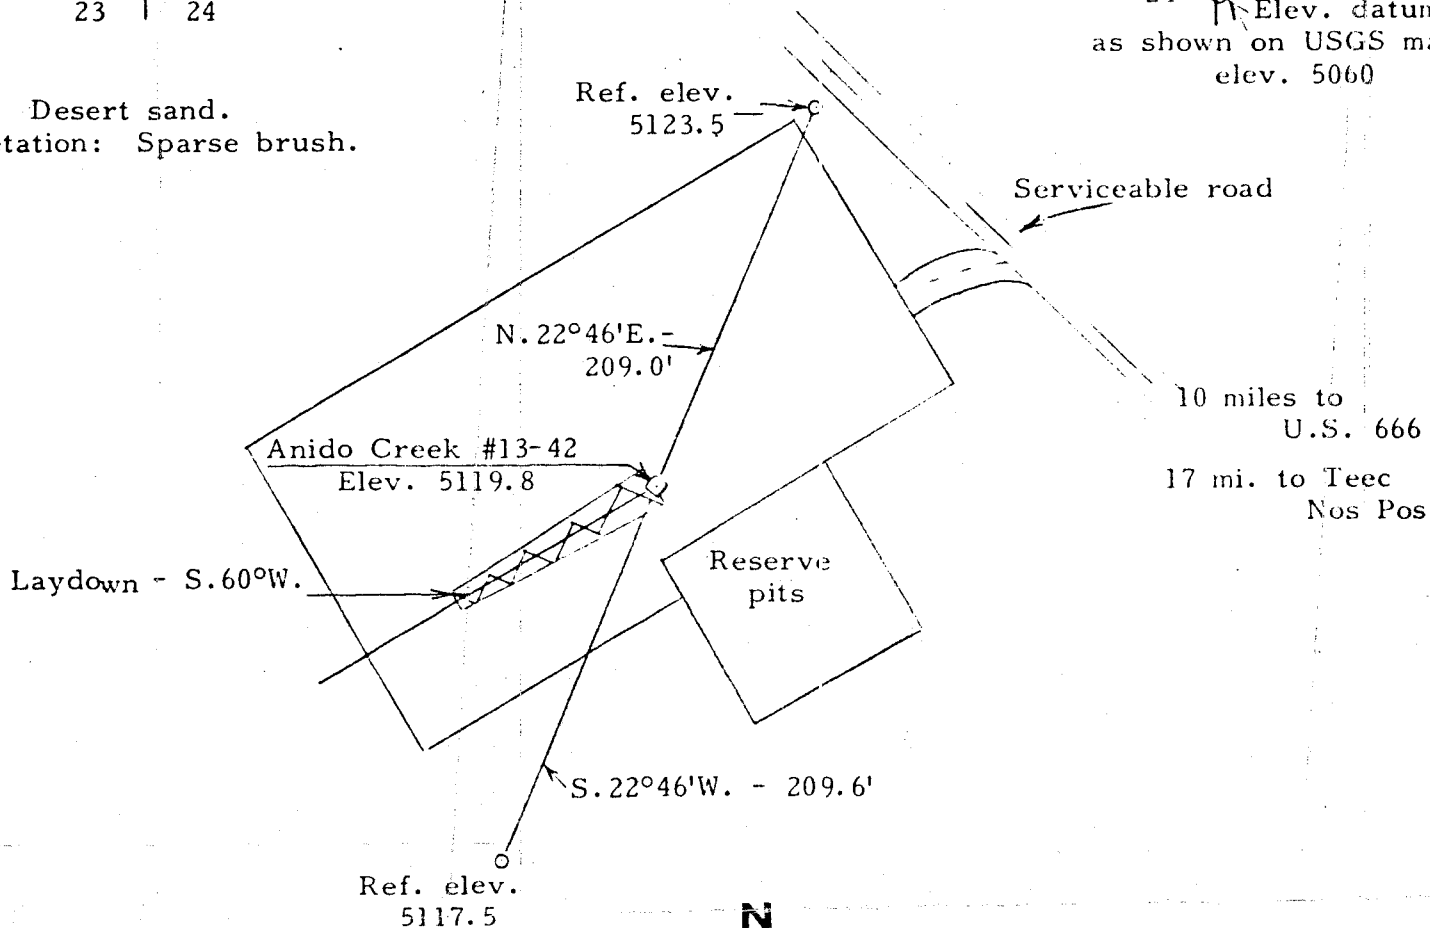 23 | 24
Elev. datum
as shown on USGS
elev. 5060
Desert sand.
tation: Sparse brush.
Ref. elev.
5123.5
Serviceable road
N.22°46'E.-
209.0'
10 miles to
U.S. 666
Anido Creek #13-42
Elev. 5119.8
17 mi. to Teec
Nos Pos
Reserve
pits
Laydown - S.60°W.
S.22°46'W. - 209.6'
Ref. elev.
5117.5
N